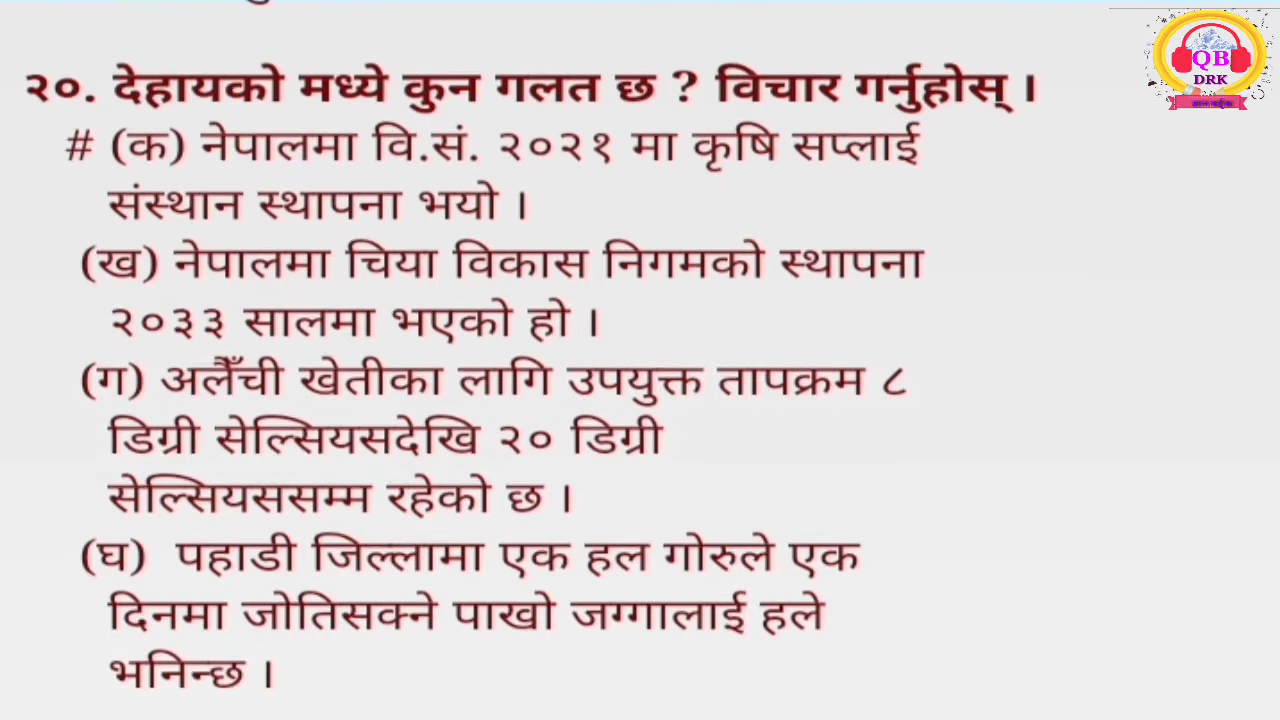 २०. देहायको मध्ये कुन गलत छ ? विचार गर्नुहोस् ।
# (क) नेपालमा वि.सं. २०२१ मा कृषि सप्लाई
संस्थान स्थापना भयो ।
(ख) नेपालमा चिया विकास निगमको स्थापना
२०३३ सालमा भएको हो ।
(ग) अलैँची खेतीका लागि उपयुक्त तापक्रम ८
डिग्री सेल्सियसदेखि २० डिग्री
सेल्सियससम्म रहेको छ ।
(घ) पहाडी जिल्लामा एक हल गोरुले एक
दिनमा जोतिसक्ने पाखो जग्गालाई हले
भनिन्छ ।
QB
DRK